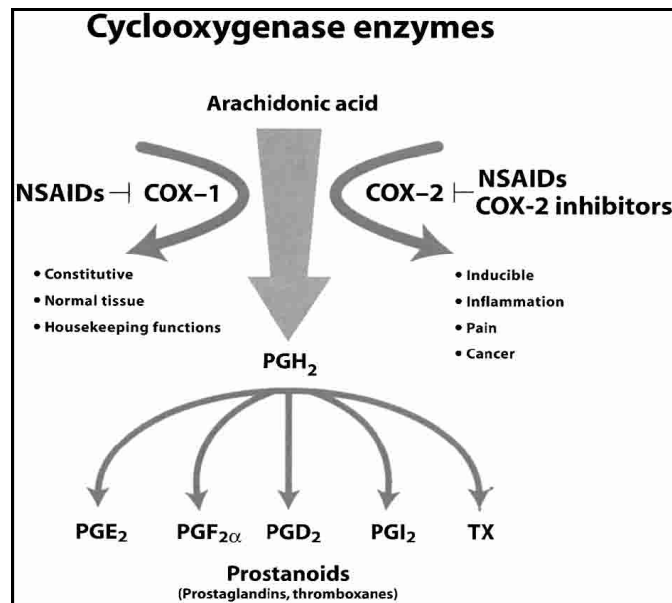 Cyclooxygenase enzymes
Arachidonic acid
NSAIDs ⊣ COX–1
COX–2 ⊢ NSAIDs
COX-2 inhibitors
• Constitutive
• Normal tissue
• Housekeeping functions
• Inducible
• Inflammation
• Pain
• Cancer
PGH₂
PGE₂ PGF₂α PGD₂ PGI₂ TX
Prostanoids
(Prostaglandins, thromboxanes)